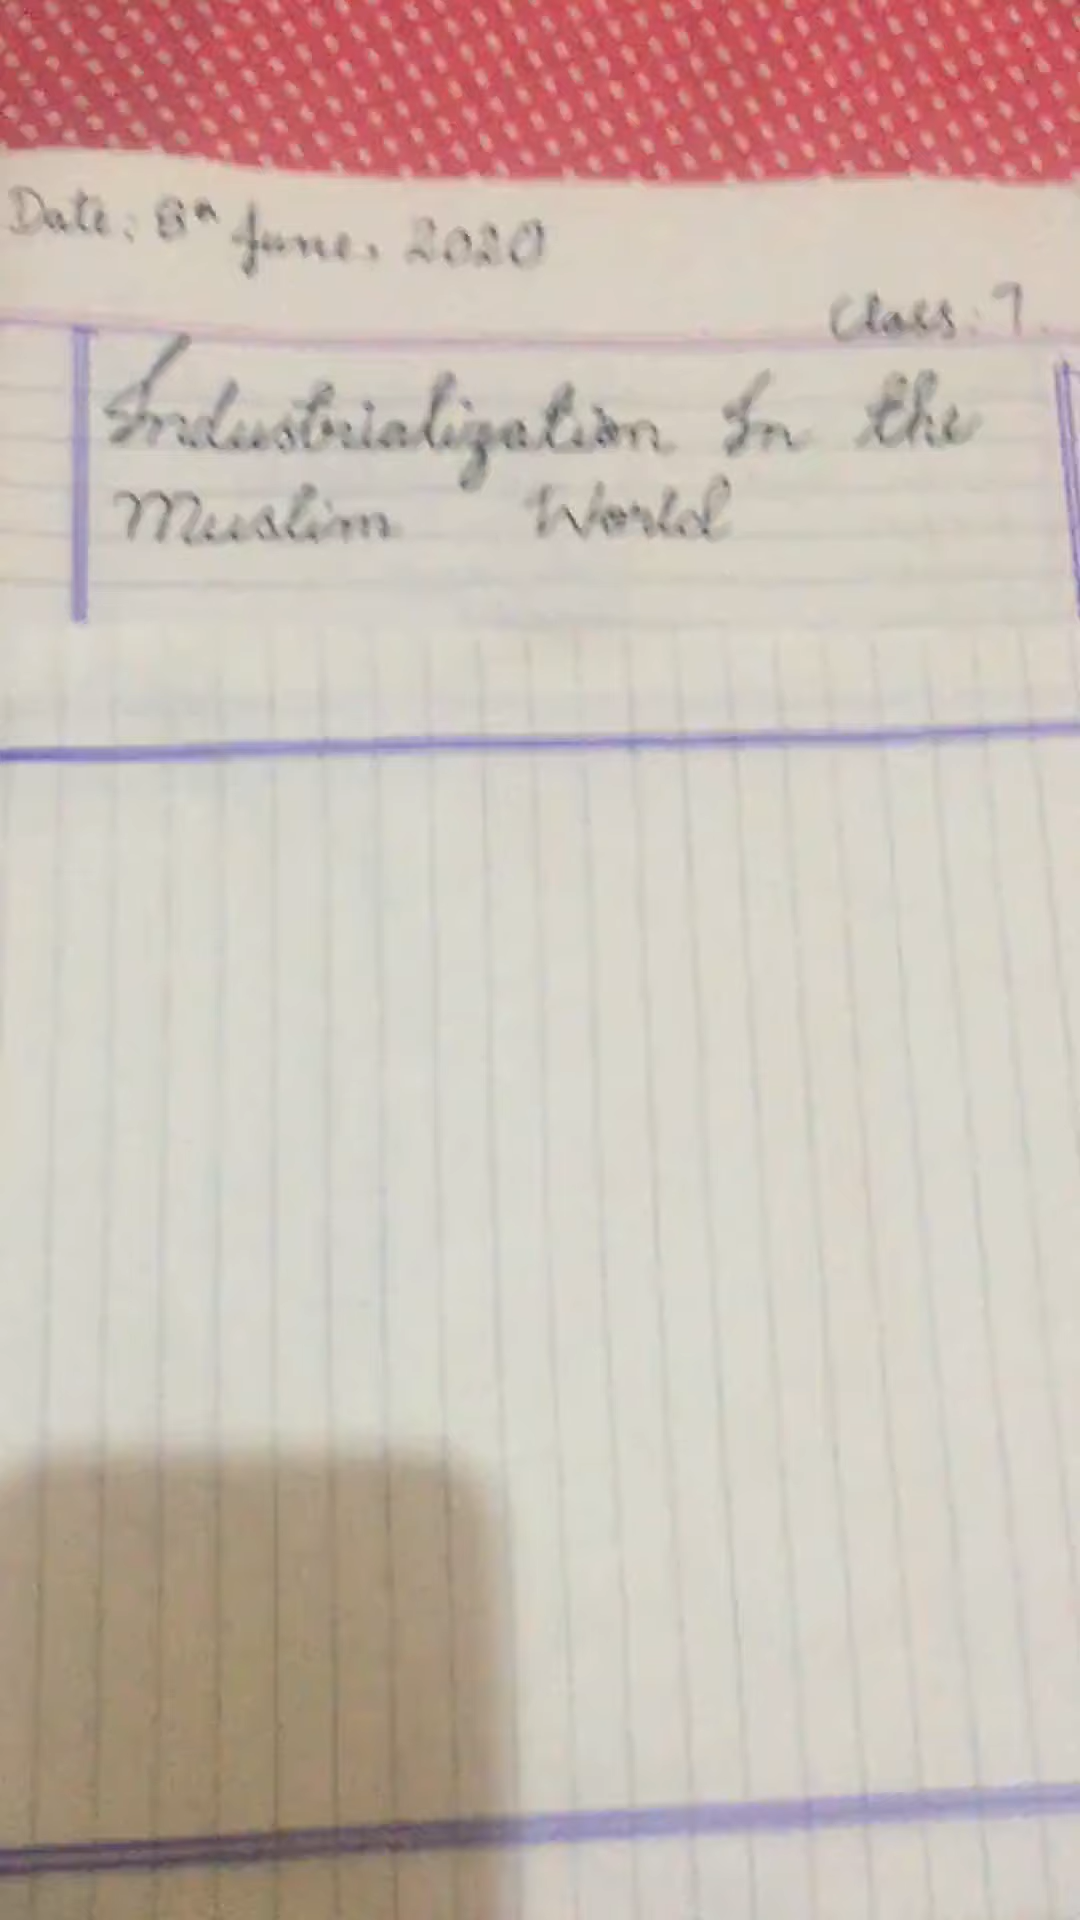 Date: 8th June, 2020
Class: 7.
Industrialization In the
Muslim World